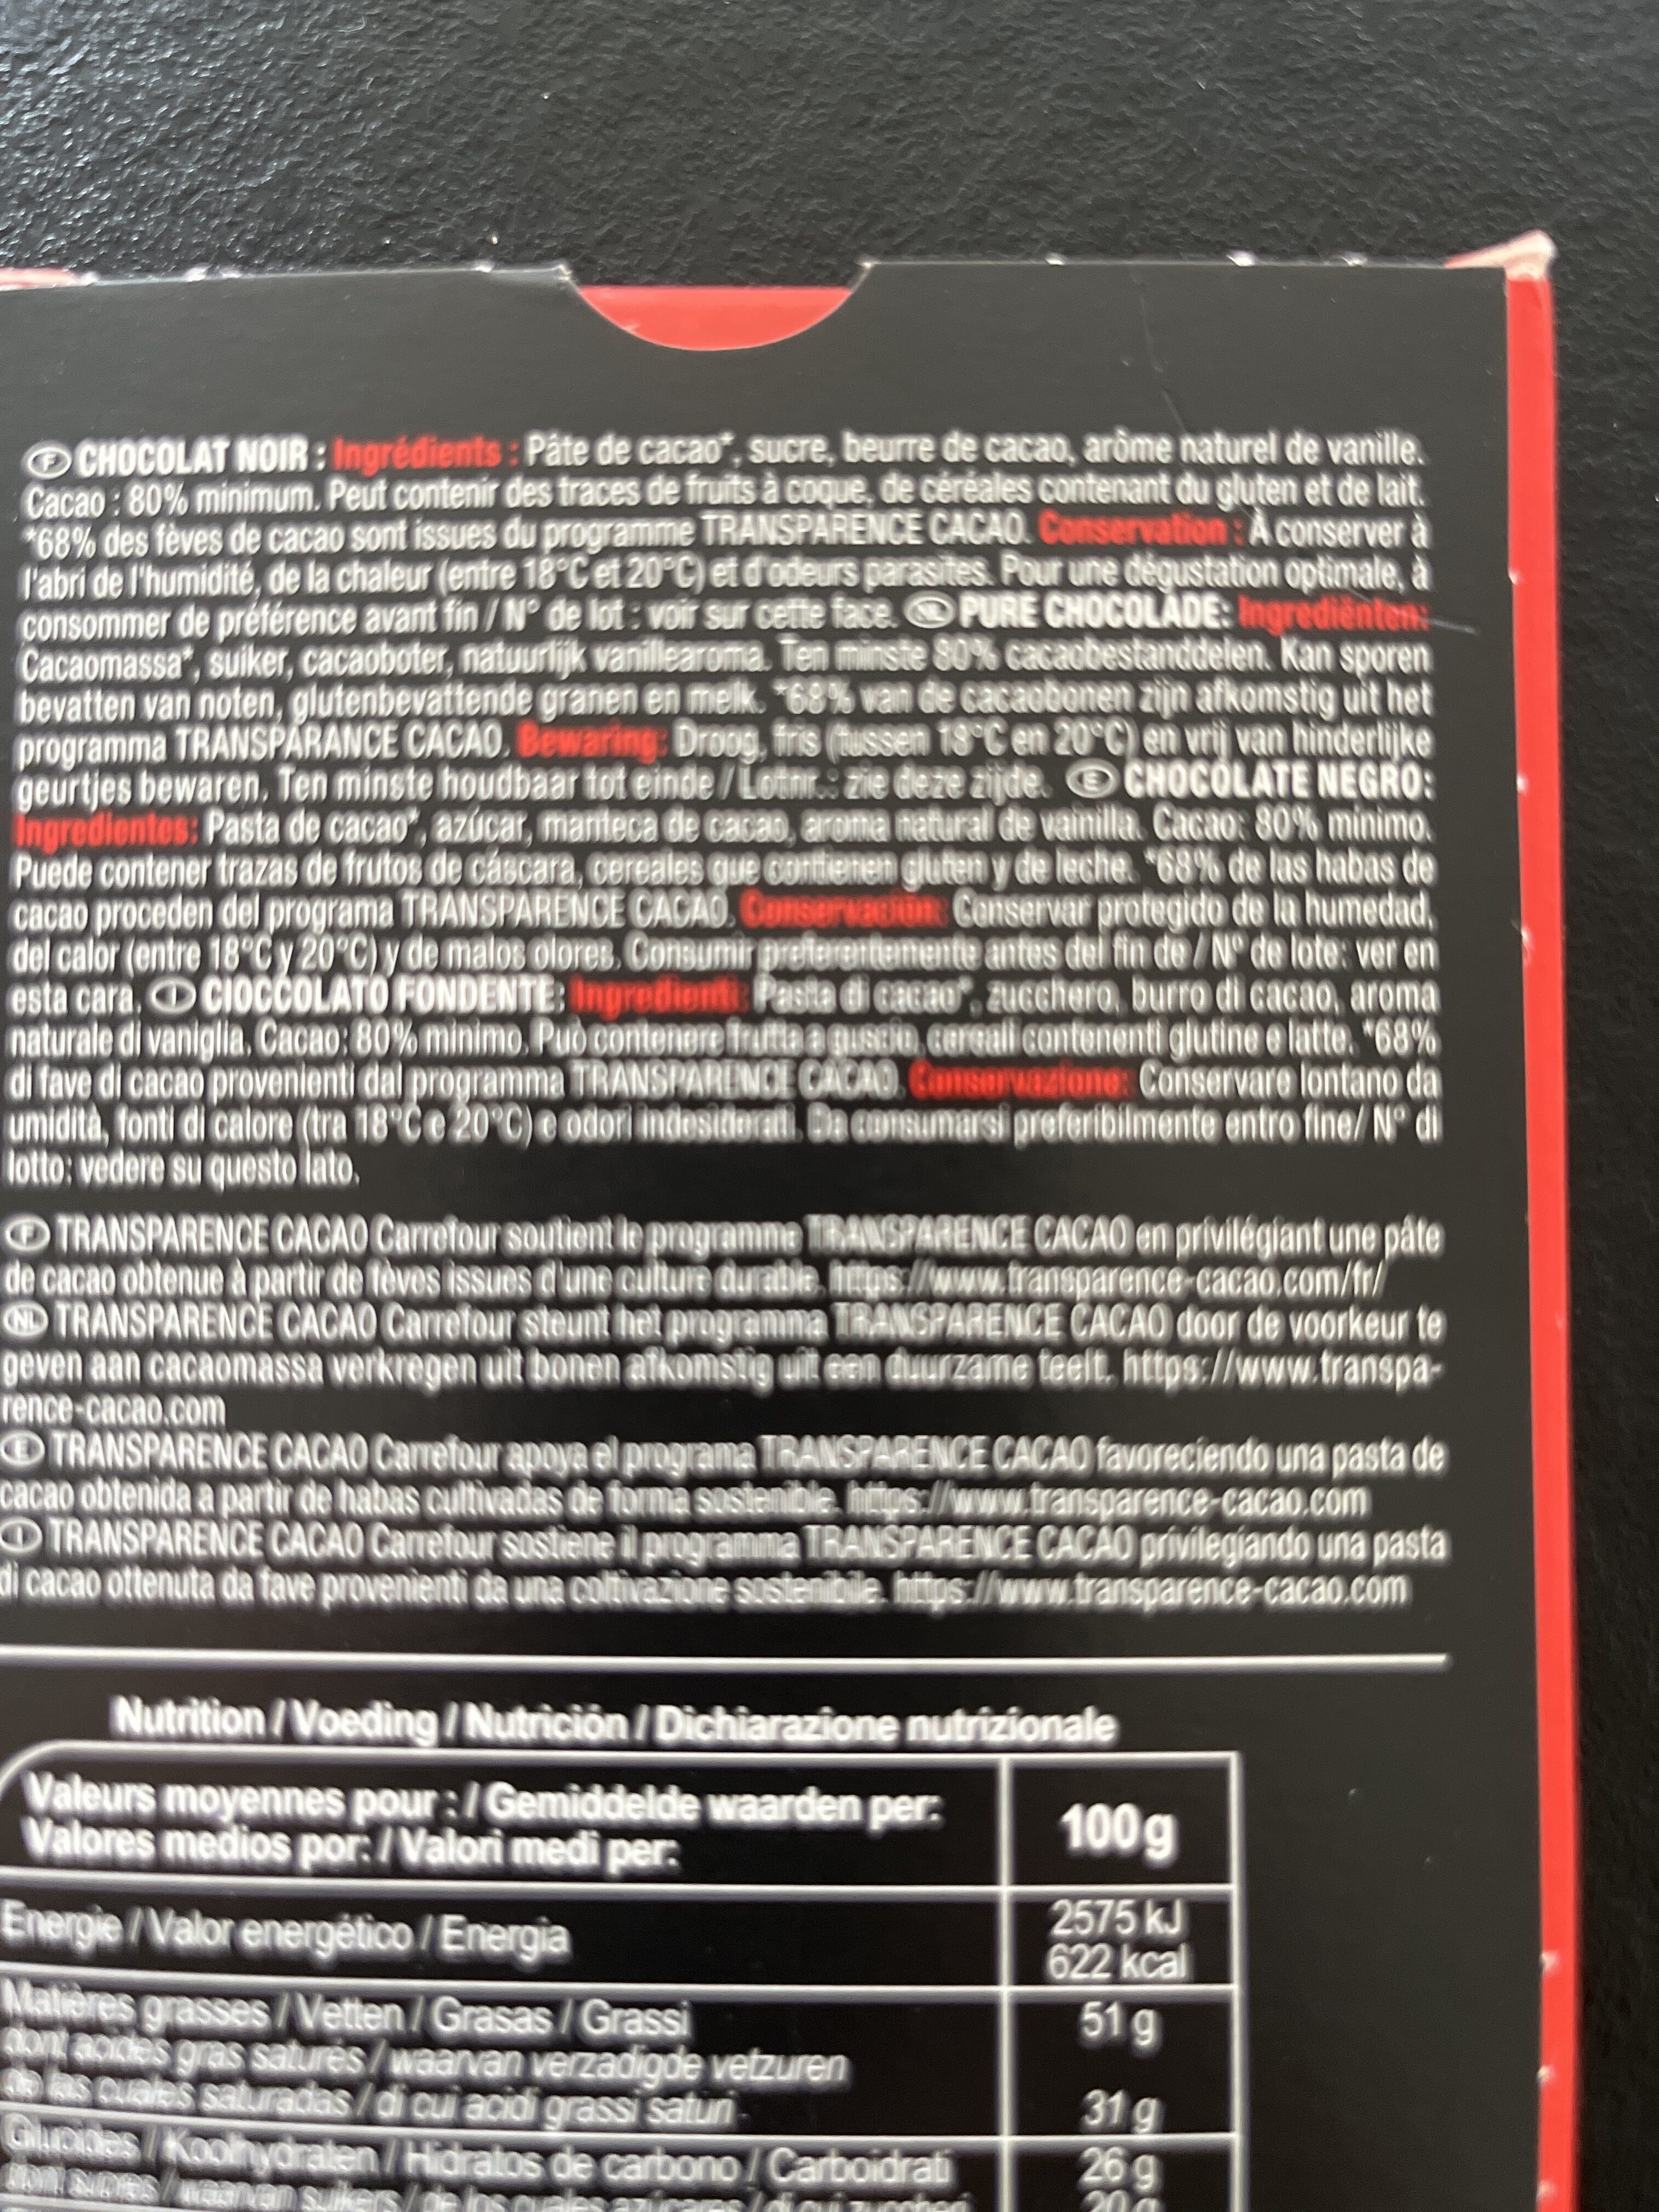 F CHOCOLAT NOIR : Ingrédients : Pâte de cacao*, sucre, beurre de cacao, arôme naturel de vanille.
Cacao : 80% minimum. Peut contenir des traces de fruits à coque, de céréales contenant du gluten et de lait.
*68% des fèves de cacao sont issues du programme TRANSPARENCE CACAO. Conservation : À conserver à
l'abri de l'humidité, de la chaleur (entre 18°C et 20°C) et d'odeurs parasites. Pour une dégustation optimale, à
consommer de préférence avant fin / N° de lot : voir sur cette face. NL PURE CHOCOLADE: Ingrediënten:
Cacaomassa*, suiker, cacaoboter, natuurlijk vanillearoma. Ten minste 80% cacaobestanddelen. Kan sporen
bevatten van noten, glutenbevattende granen en melk. *68% van de cacaobonen zijn afkomstig uit het
programma TRANSPARANCE CACAO. Bewaring: Droog, fris (tussen 18°C en 20°C) en vrij van hinderlijke
geurtjes bewaren. Ten minste houdbaar tot einde / Lotnr.: zie deze zijde. E CHOCOLATE NEGRO:
Ingredientes: Pasta de cacao*, azúcar, manteca de cacao, aroma natural de vainilla. Cacao: 80% mínimo.
Puede contener trazas de frutos de cáscara, cereales que contienen gluten y de leche. *68% de las habas de
cacao proceden del programa TRANSPARENCE CACAO. Conservación: Conservar protegido de la humedad,
del calor (entre 18°C y 20°C) y de malos olores. Consumir preferentemente antes del fin de / N° de lote: ver en
esta cara. I CIOCCOLATO FONDENTE: Ingredienti: Pasta di cacao*, zucchero, burro di cacao, aroma
naturale di vaniglia. Cacao: 80% minimo. Può contenere frutta a guscio, cereali contenenti glutine e latte. *68%
di fave di cacao provenienti dal programma TRANSPARENCE CACAO. Conservazione: Conservare lontano da
umidità, fonti di calore (tra 18°C e 20°C) e odori indesiderati. Da consumarsi preferibilmente entro fine/ N° di
lotto: vedere su questo lato.
F TRANSPARENCE CACAO Carrefour soutient le programme TRANSPARENCE CACAO en privilégiant une pâte
de cacao obtenue à partir de fèves issues d'une culture durable. https://www.transparence-cacao.com/fr/
NL TRANSPARENCE CACAO Carrefour steunt het programma TRANSPARENCE CACAO door de voorkeur te
geven aan cacaomassa verkregen uit bonen afkomstig uit een duurzame teelt. https://www.transpa-
rence-cacao.com
E TRANSPARENCE CACAO Carrefour apoya el programa TRANSPARENCE CACAO favoreciendo una pasta de
cacao obtenida a partir de habas cultivadas de forma sostenible. https://www.transparence-cacao.com
I TRANSPARENCE CACAO Carrefour sostiene il programma TRANSPARENCE CACAO privilegiando una pasta
di cacao ottenuta da fave provenienti da una coltivazione sostenibile. https://www.transparence-cacao.com
Nutrition / Voeding / Nutrición / Dichiarazione nutrizionale
Valeurs moyennes pour : / Gemiddelde waarden per:
Valores medios por: / Valori medi per:
100 g
Energie / Valor energético / Energia
2575 kJ
622 kcal
Matières grasses / Vetten / Grasas / Grassi
51 g
dont acides gras saturés / waarvan verzadigde vetzuren
de las cuales saturadas / di cui acidi grassi saturi
31 g
Glucides / Koolhydraten / Hidratos de carbono / Carboidrati
26 g
dont sucres / waarvan suikers / de los cuales azúcares / di cui zuccheri
20 g